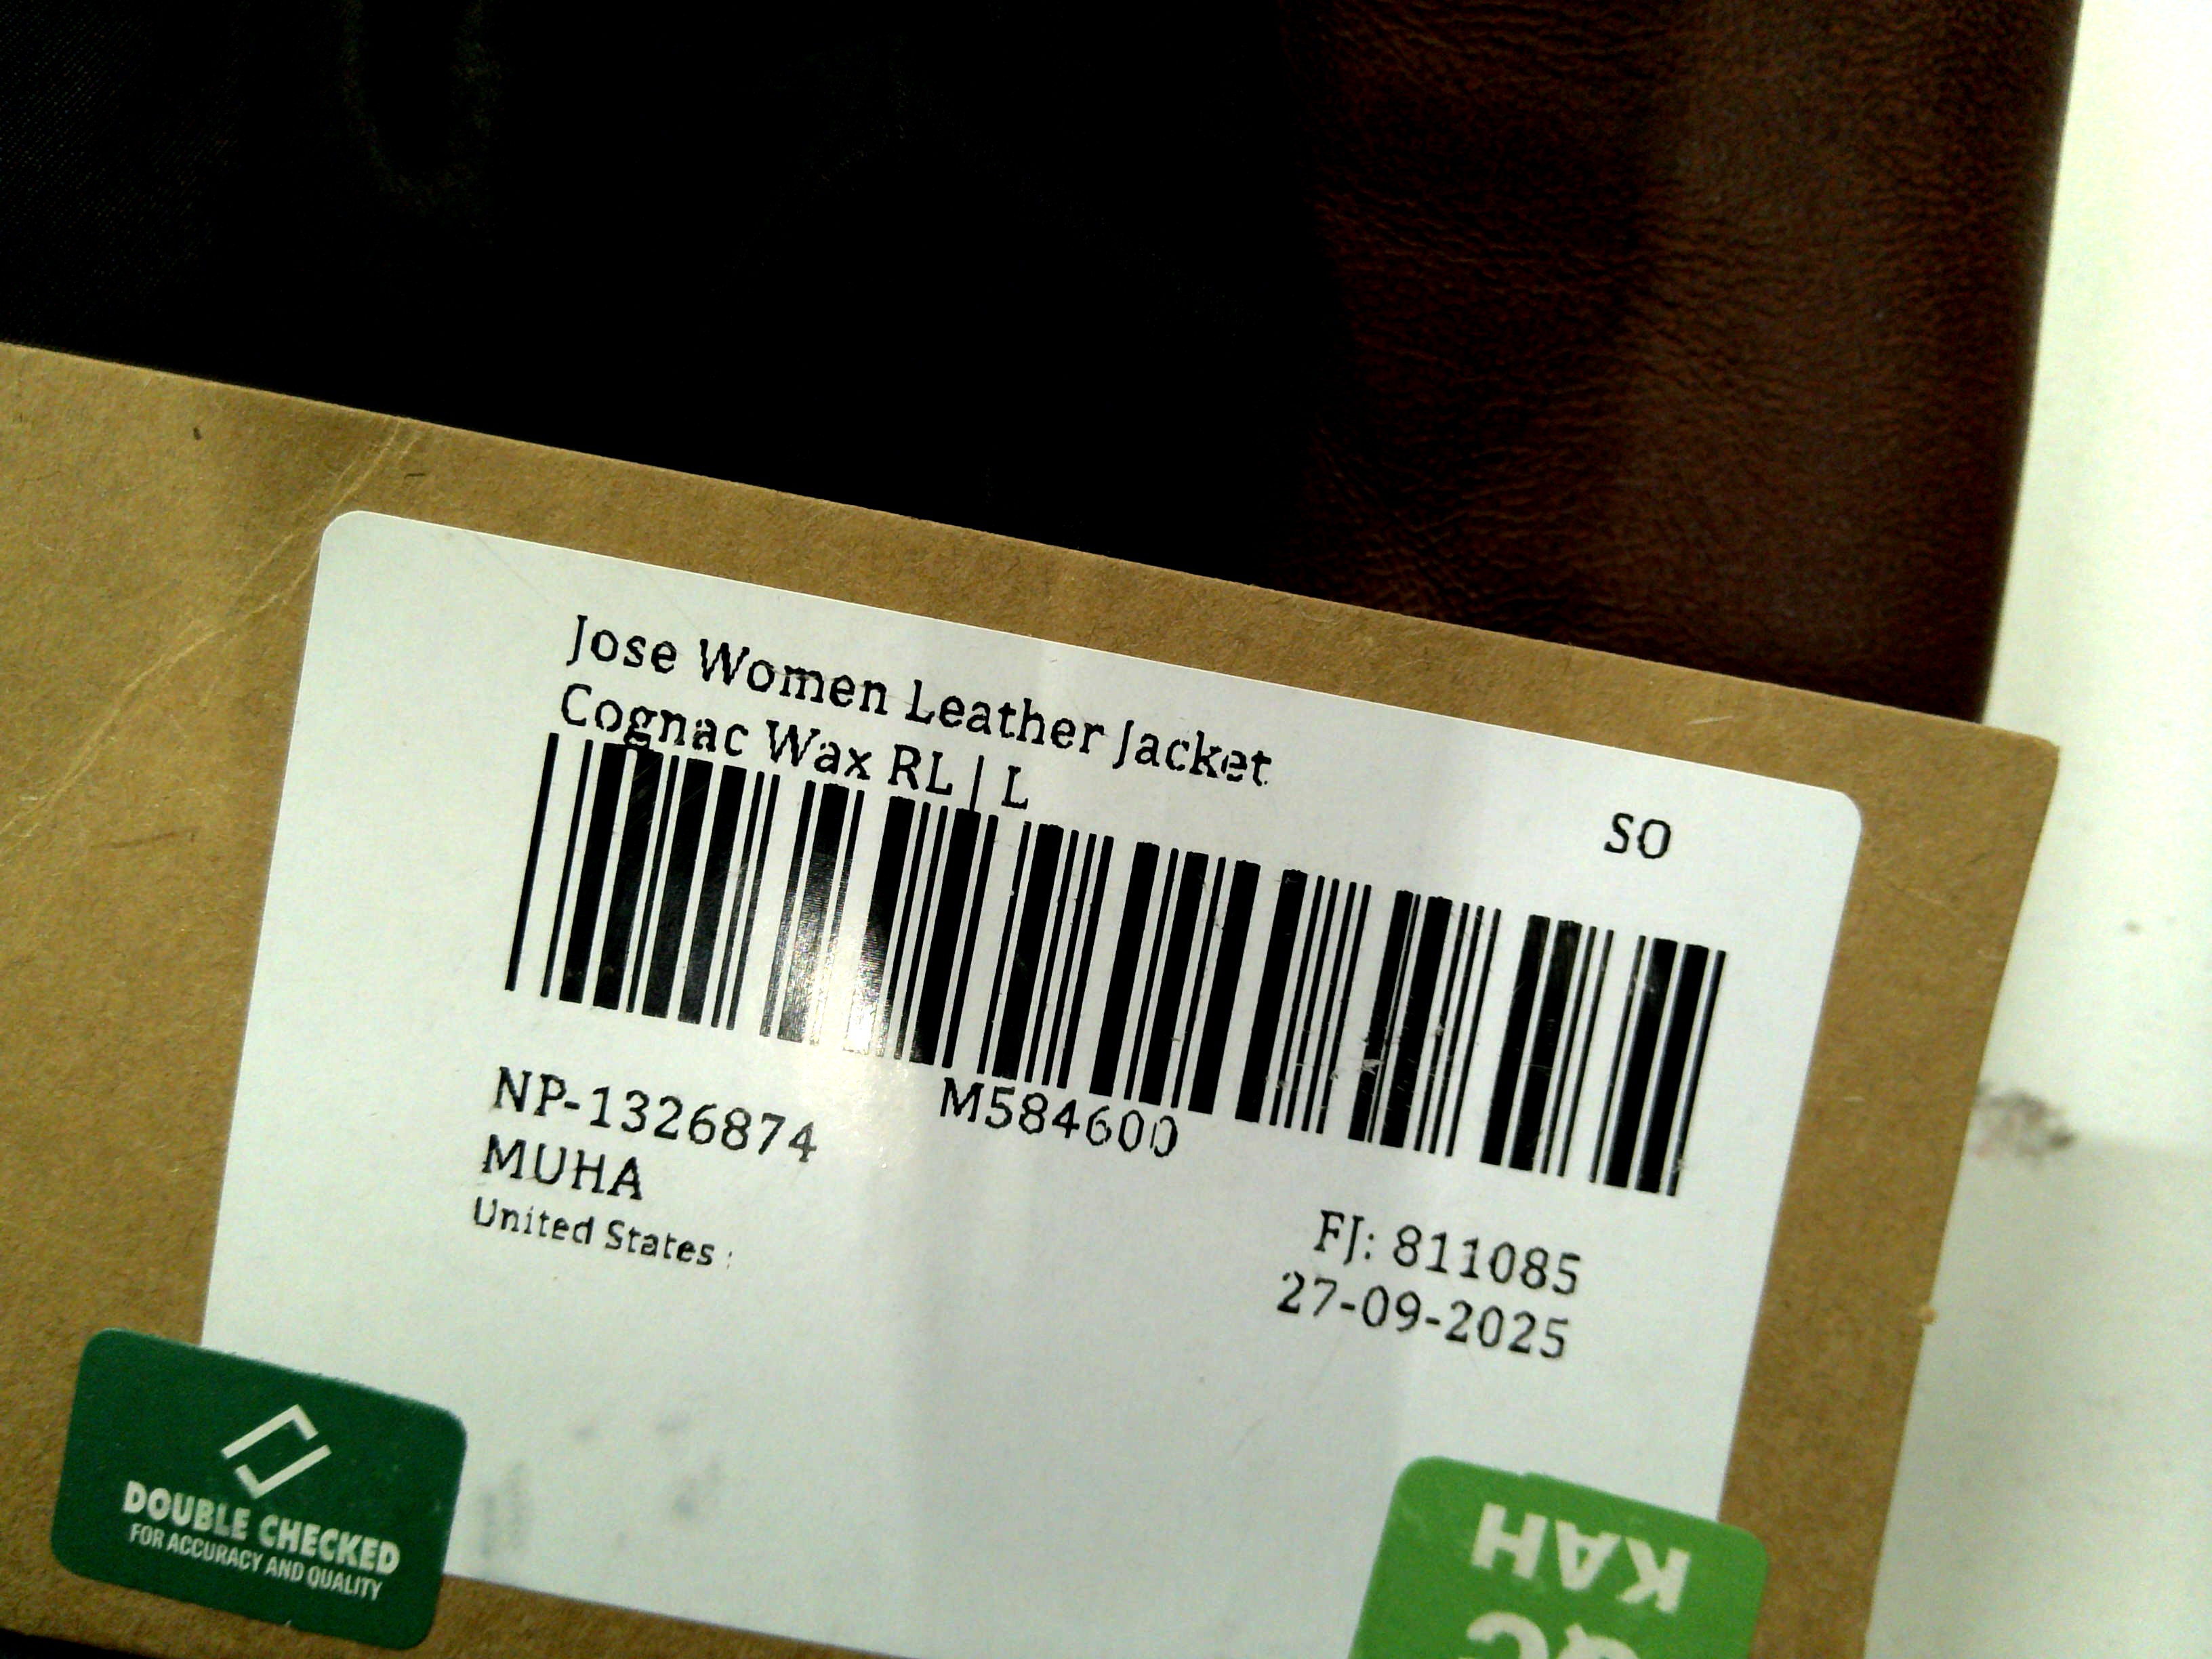 Jose Women Leather Jacket
Cognac Wax RL | L
SO
M584600
NP-1326874
MUHA
United States :
FJ: 811085
27-09-2025
DOUBLE CHECKED
FOR ACCURACY AND QUALITY
QC
KAH